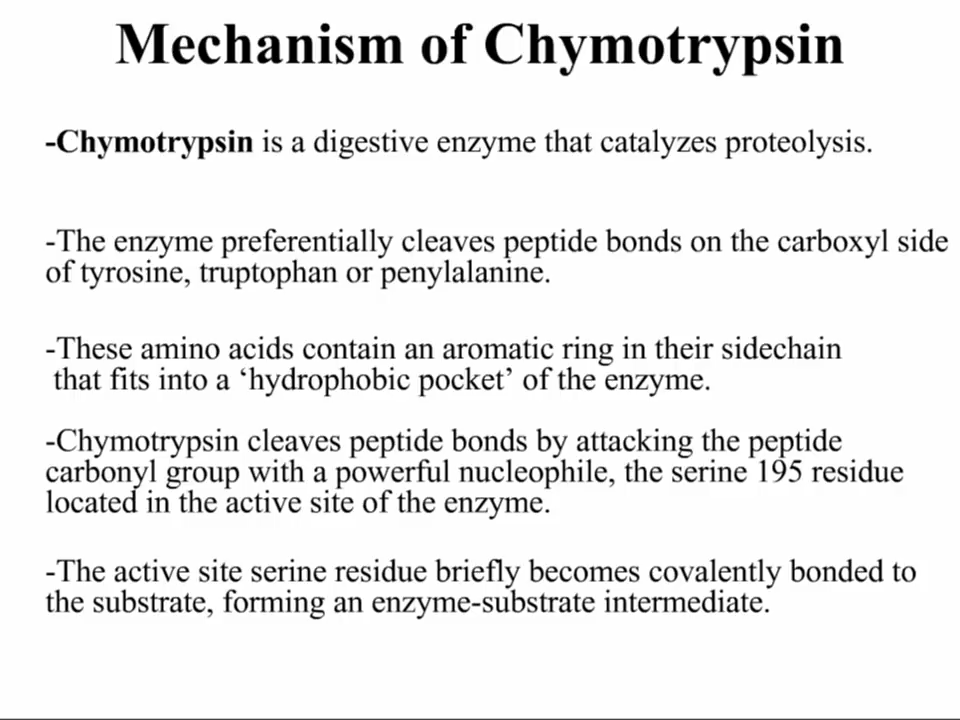 Mechanism of Chymotrypsin
-Chymotrypsin is a digestive enzyme that catalyzes proteolysis.
-The enzyme preferentially cleaves peptide bonds on the carboxyl side
of tyrosine, truptophan or penylalanine.
-These amino acids contain an aromatic ring in their sidechain
that fits into a ‘hydrophobic pocket’ of the enzyme.
-Chymotrypsin cleaves peptide bonds by attacking the peptide
carbonyl group with a powerful nucleophile, the serine 195 residue
located in the active site of the enzyme.
-The active site serine residue briefly becomes covalently bonded to
the substrate, forming an enzyme-substrate intermediate.